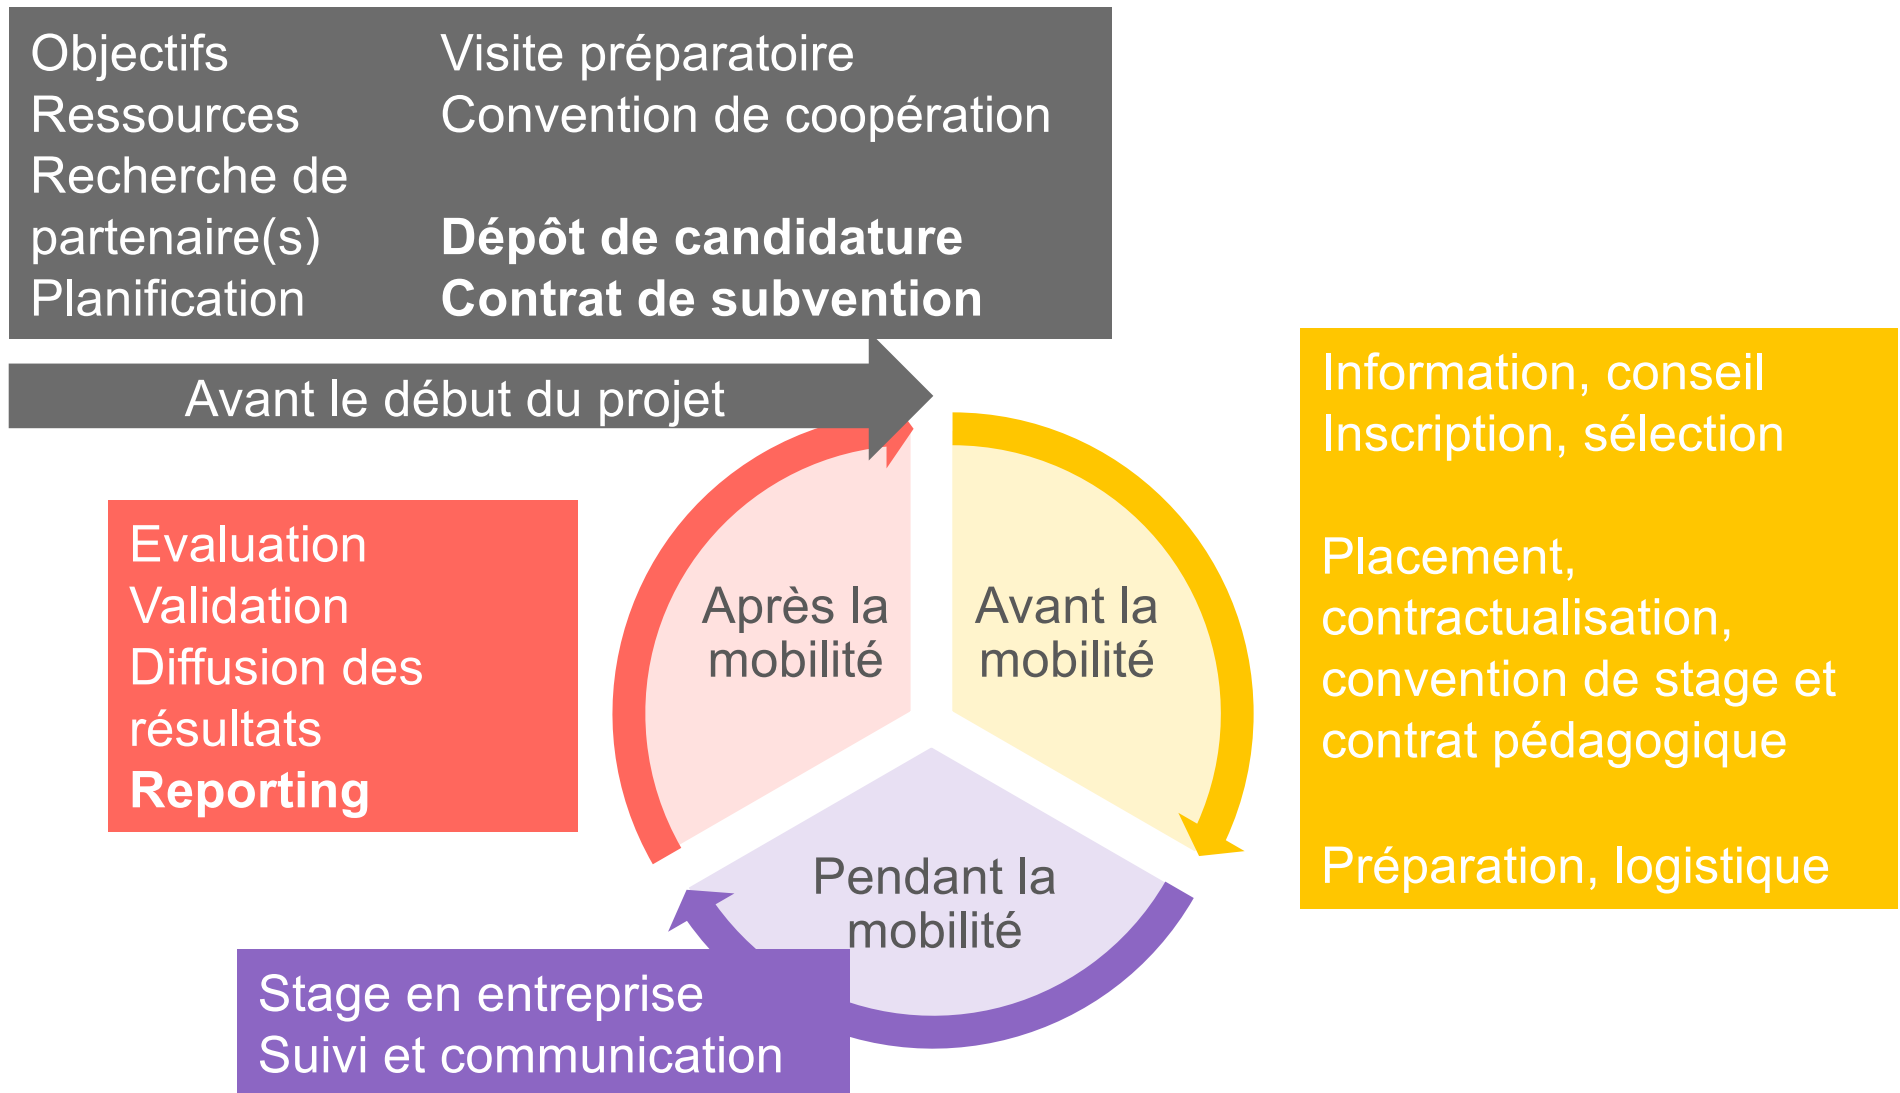 Objectifs
Ressources
Recherche de
partenaire(s)
Planification
Visite préparatoire
Convention de coopération
Dépôt de candidature
Contrat de subvention
Avant le début du projet
Information, conseil
Inscription, sélection
Placement,
contractualisation,
convention de stage et
contrat pédagogique
Préparation, logistique
Evaluation
Validation
Diffusion des
résultats
Reporting
Après la
mobilité
Avant la
mobilité
Pendant la
mobilité
Stage en entreprise
Suivi et communication